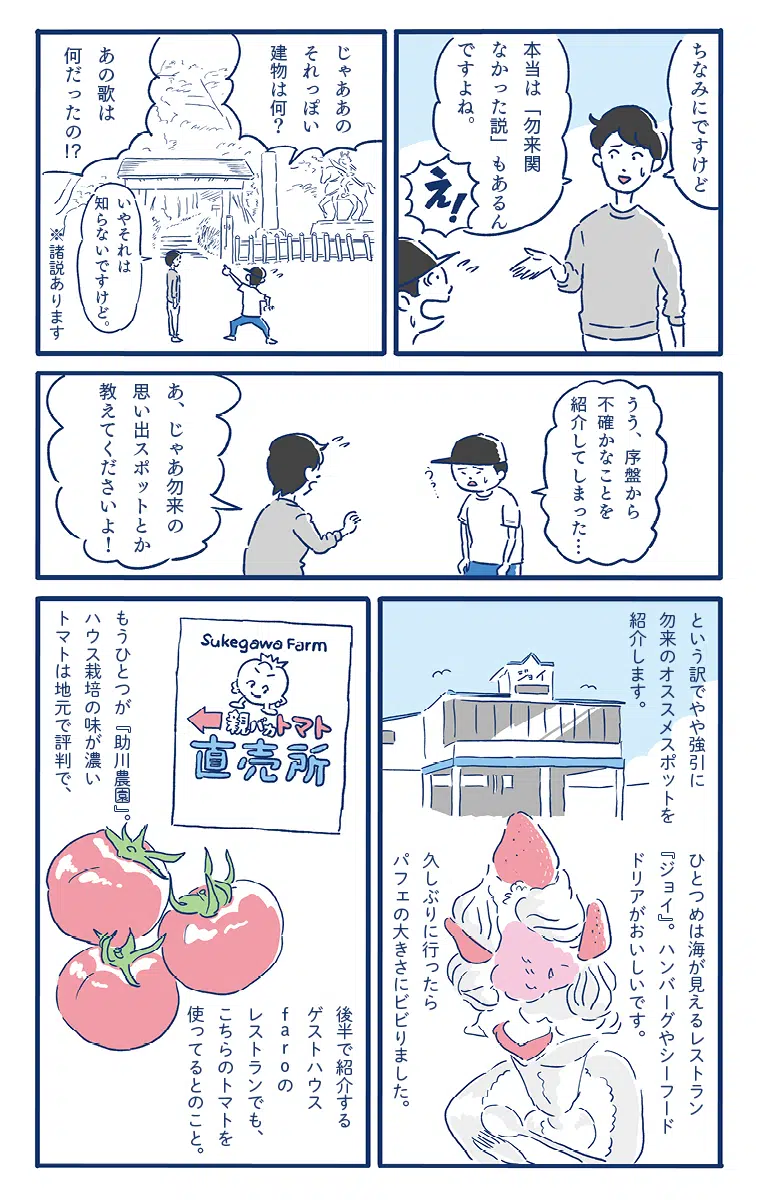 ちなみにですけど
本当は「勿来関
なかった説」もあるん
ですよね。
え!
じゃああの
それっぽい
建物は何?
あの歌は
何だったの!?
いやそれは
知らないですけど。
※諸説あります
うう、序盤から
不確かなことを
紹介してしまった…
うぅ…
あ、じゃあ勿来の
思い出スポットとか
教えてくださいよ!
という訳でやや強引に
勿来のオススメスポットを
紹介します。
ジョイ
ひとつめは海が見えるレストラン
『ジョイ』。ハンバーグやシーフード
ドリアがおいしいです。
久しぶりに行ったら
パフェの大きさにビビりました。
Sukegawa Farm
親バカトマト
直売所
もうひとつが『助川農園』。
ハウス栽培の味が濃い
トマトは地元で評判で、
後半で紹介する
ゲストハウス
faroの
レストランでも、
こちらのトマトを
使ってるとのこと。